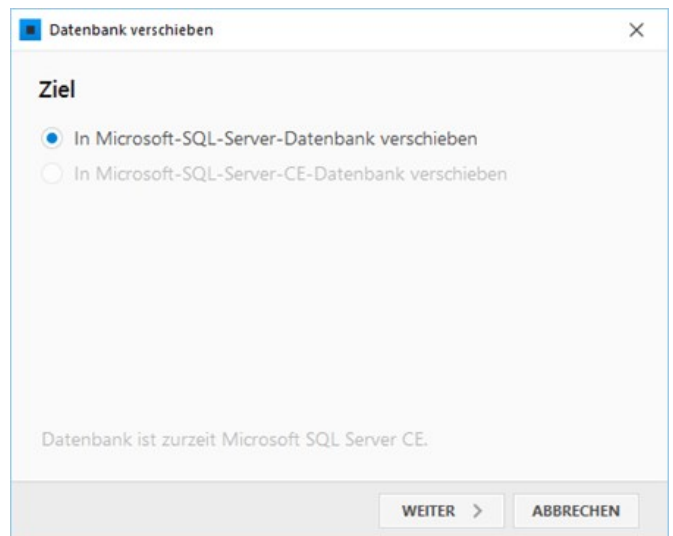 Datenbank verschieben
Ziel
In Microsoft-SQL-Server-Datenbank verschieben
In Microsoft-SQL-Server-CE-Datenbank verschieben
Datenbank ist zurzeit Microsoft SQL Server CE.
WEITER
ABBRECHEN